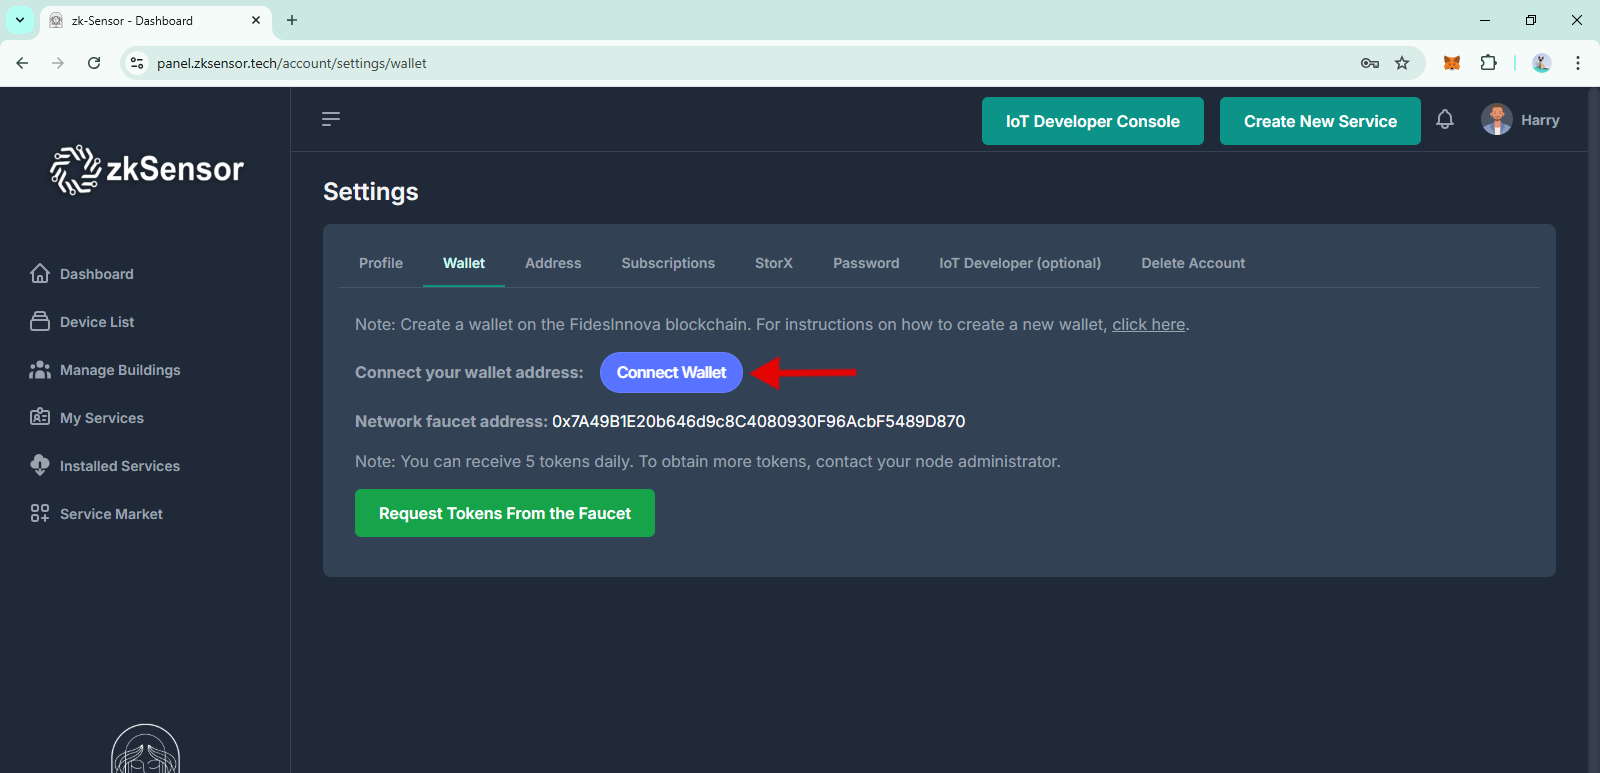 zk-Sensor - Dashboard
panel.zksensor.tech/account/settings/wallet
zkSensor
IoT Developer Console
Create New Service
Harry
Dashboard
Device List
Manage Buildings
My Services
Installed Services
Service Market
Settings
Profile
Wallet
Address
Subscriptions
StorX
Password
IoT Developer (optional)
Delete Account
Note: Create a wallet on the FidesInnova blockchain. For instructions on how to create a new wallet, click here.
Connect your wallet address:
Connect Wallet
Network faucet address: 0x7A49B1E20b646d9c8C4080930F96AcbF5489D870
Note: You can receive 5 tokens daily. To obtain more tokens, contact your node administrator.
Request Tokens From the Faucet